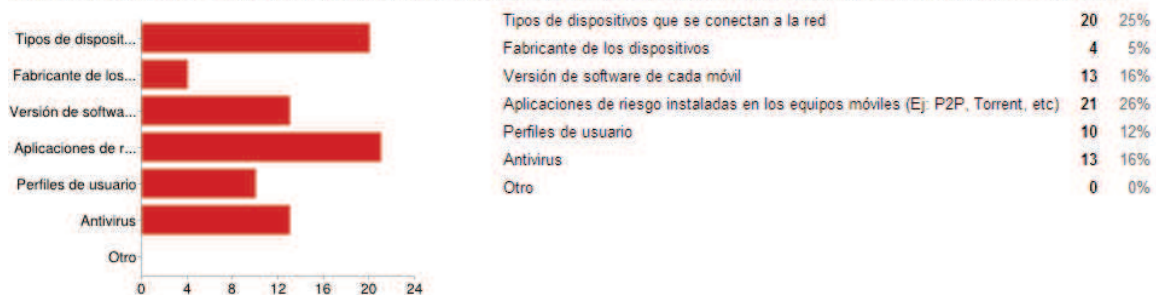 Tipos de disposit...
Fabricante de los...
Versión de softwa...
Aplicaciones de r...
Perfiles de usuario
Antivirus
Otro
0 4 8 12 16 20 24
Tipos de dispositivos que se conectan a la red 20 25%
Fabricante de los dispositivos 4 5%
Versión de software de cada móvil 13 16%
Aplicaciones de riesgo instaladas en los equipos móviles (Ej: P2P, Torrent, etc) 21 26%
Perfiles de usuario 10 12%
Antivirus 13 16%
Otro 0 0%